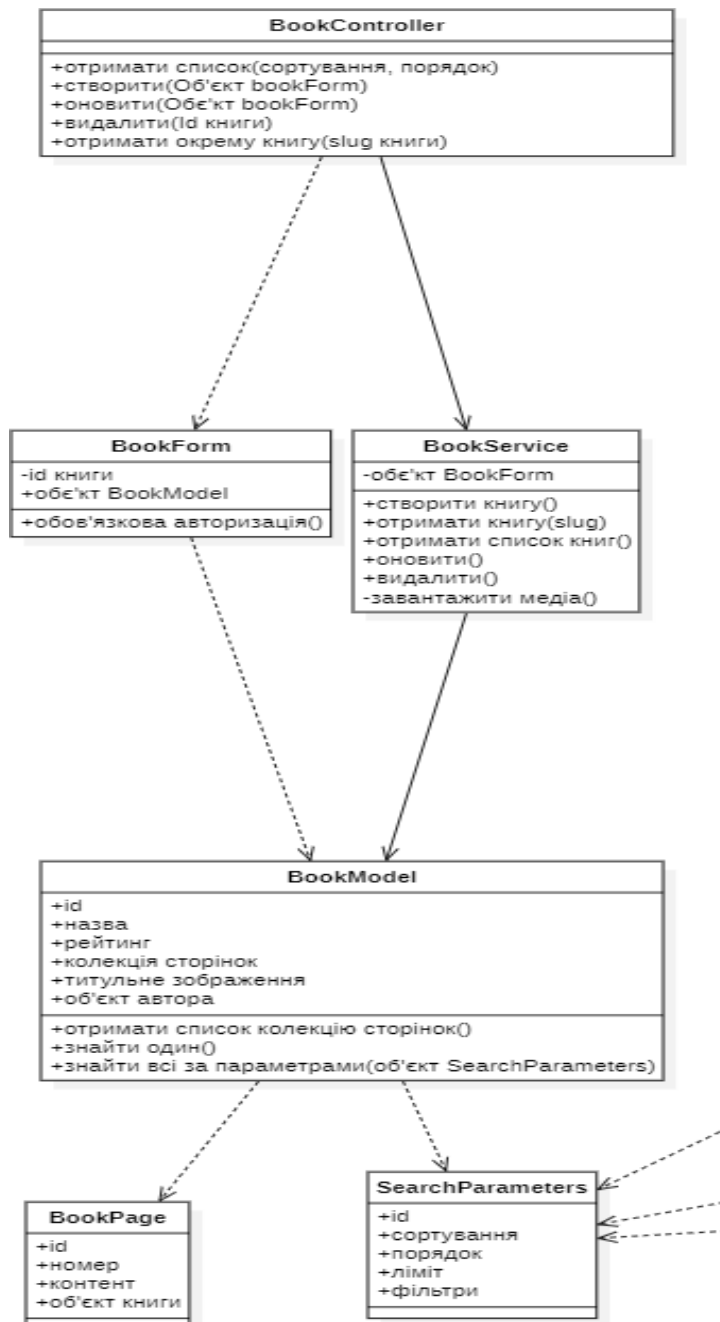 BookController
+отримати список(сортування, порядок)
+створити(Об'єкт bookForm)
+оновити(Обє'кт bookForm)
+видалити(Id книги)
+отримати окрему книгу(slug книги)
BookForm
-id книги
+обє'кт BookModel
+обов'язкова авторизація()
BookService
-обє'кт BookForm
+створити книгу()
+отримати книгу(slug)
+отримати список книг()
+оновити()
+видалити()
-завантажити медіа()
BookModel
+id
+назва
+рейтинг
+колекція сторінок
+титульне зображення
+об'єкт автора
+отримати список колекцію сторінок()
+знайти один()
+знайти всі за параметрами(об'єкт SearchParameters)
BookPage
+id
+номер
+контент
+об'єкт книги
SearchParameters
+id
+сортування
+порядок
+ліміт
+фільтри